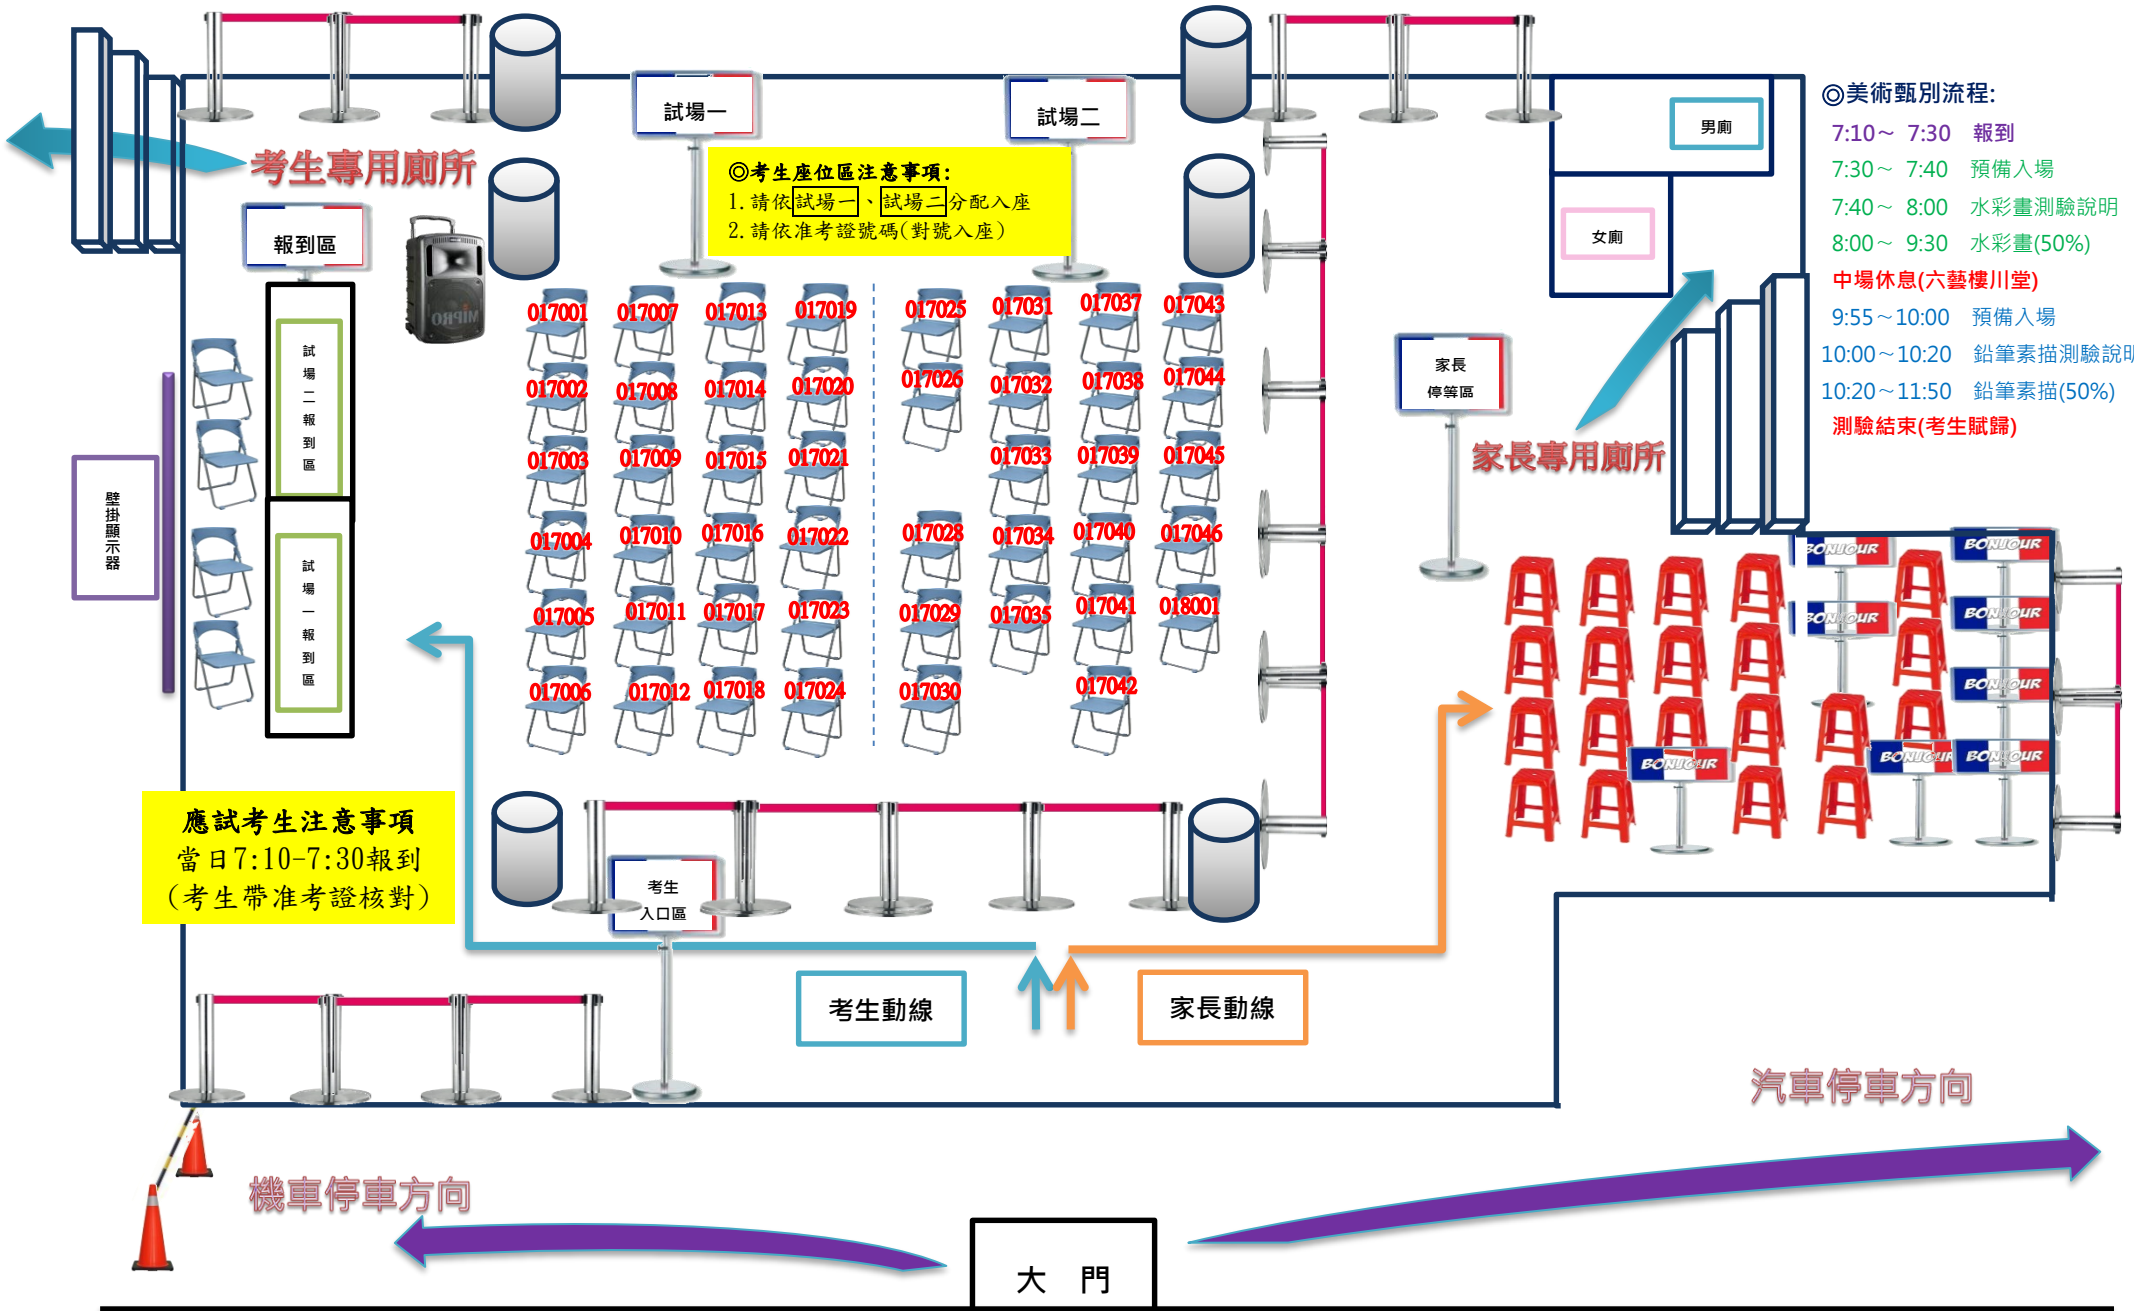 試場一
試場二
男廁
女廁
◎美術甄別流程:
7:10～ 7:30 報到
7:30～ 7:40 預備入場
7:40～ 8:00 水彩畫測驗說明
8:00～ 9:30 水彩畫(50%)
中場休息(六藝樓川堂)
9:55～10:00 預備入場
10:00～10:20 鉛筆素描測驗說明
10:20～11:50 鉛筆素描(50%)
測驗結束(考生賦歸)
考生專用廁所
◎考生座位區注意事項:
1. 請依試場一、試場二分配入座
2. 請依准考證號碼(對號入座)
報到區
MIPRO
試場二報到區
試場一報到區
壁掛顯示器
017001 017007 017013 017019 017025 017031 017037 017043
017002 017008 017014 017020 017026 017032 017038 017044
017003 017009 017015 017021 017033 017039 017045
017004 017010 017016 017022 017028 017034 017040 017046
017005 017011 017017 017023 017029 017035 017041 018001
017006 017012 017018 017024 017030 017042
家長
停等區
家長專用廁所
BONJOUR
BONJOUR
BONJOUR
BONJOUR
BONJOUR
BONJOUR
BONJOUR
BONJOUR
應試考生注意事項
當日7:10-7:30報到
(考生帶准考證核對)
考生
入口區
考生動線
家長動線
汽車停車方向
機車停車方向
大 門